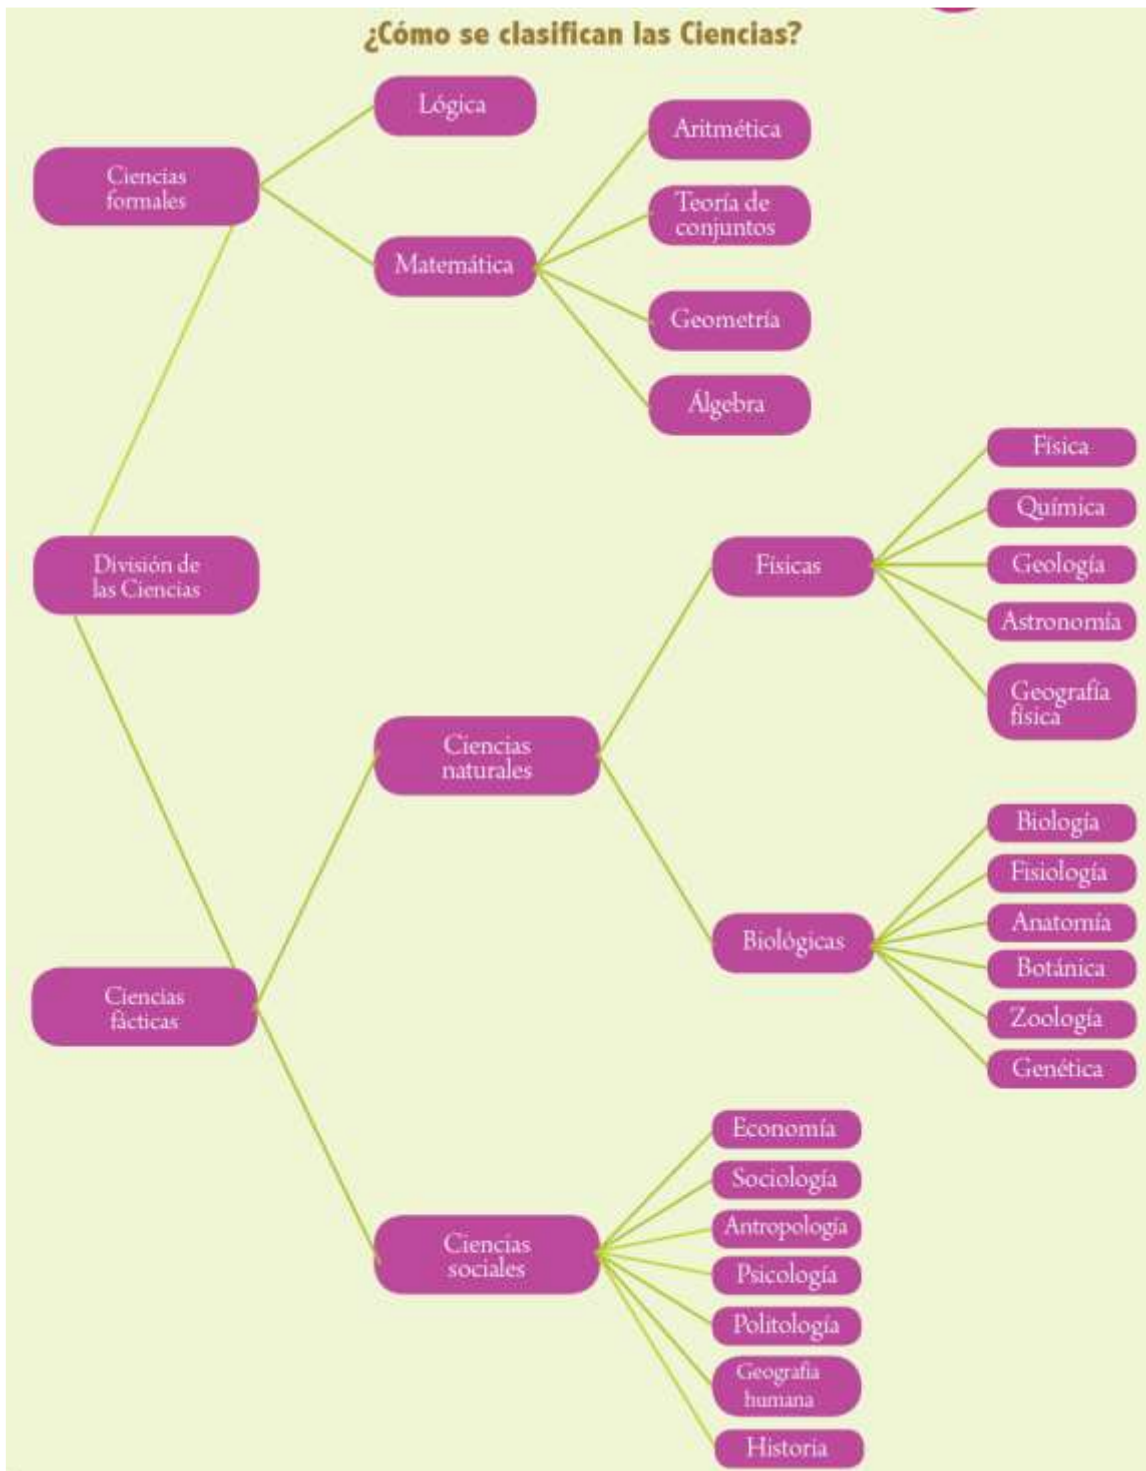 ¿Cómo se clasifican las Ciencias?
Ciencias
formales
Lógica
Matemática
Aritmética
Teoría de
conjuntos
Geometría
Álgebra
División de
las Ciencias
Ciencias
fácticas
Ciencias
naturales
Físicas
Física
Química
Geología
Astronomía
Geografía
física
Biológicas
Biología
Fisiología
Anatomía
Botánica
Zoología
Genética
Ciencias
sociales
Economía
Sociología
Antropología
Psicología
Politología
Geografía
humana
Historia